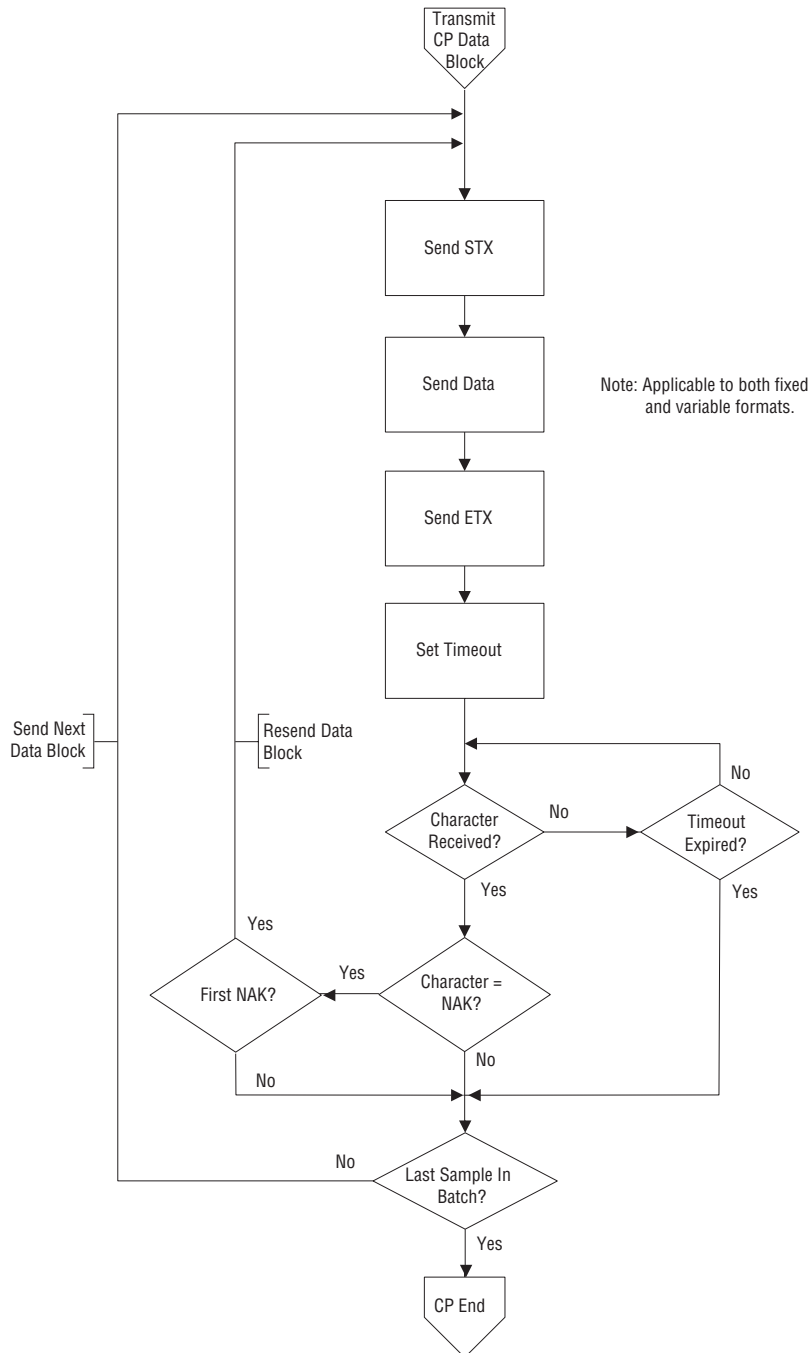 Transmit
CP Data
Block
Send STX
Send Data
Note: Applicable to both fixed
and variable formats.
Send ETX
Set Timeout
Send Next
Data Block
Resend Data
Block
No
Character
Received?
No
Timeout
Expired?
Yes
Yes
Yes
First NAK?
Yes
Character =
NAK?
No
No
No
Last Sample In
Batch?
Yes
CP End